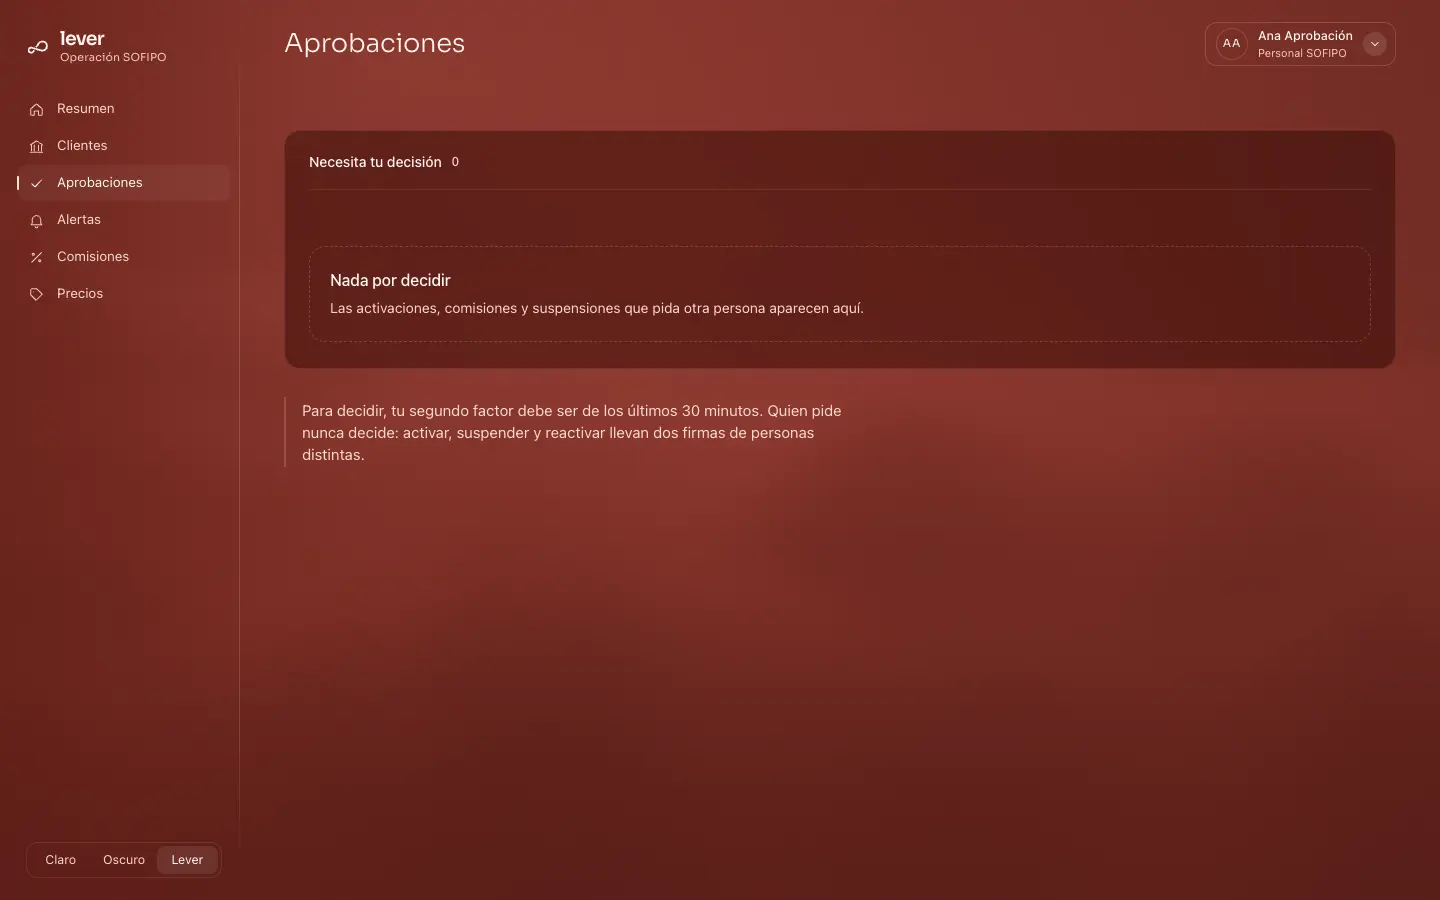 lever
Operación SOFIPO
Resumen
Clientes
Aprobaciones
Alertas
Comisiones
Precios
Claro
Oscuro
Lever
Aprobaciones
AA
Ana Aprobación
Personal SOFIPO
Necesita tu decisión 0
Nada por decidir
Las activaciones, comisiones y suspensiones que pida otra persona aparecen aquí.
Para decidir, tu segundo factor debe ser de los últimos 30 minutos. Quien pide
nunca decide: activar, suspender y reactivar llevan dos firmas de personas
distintas.